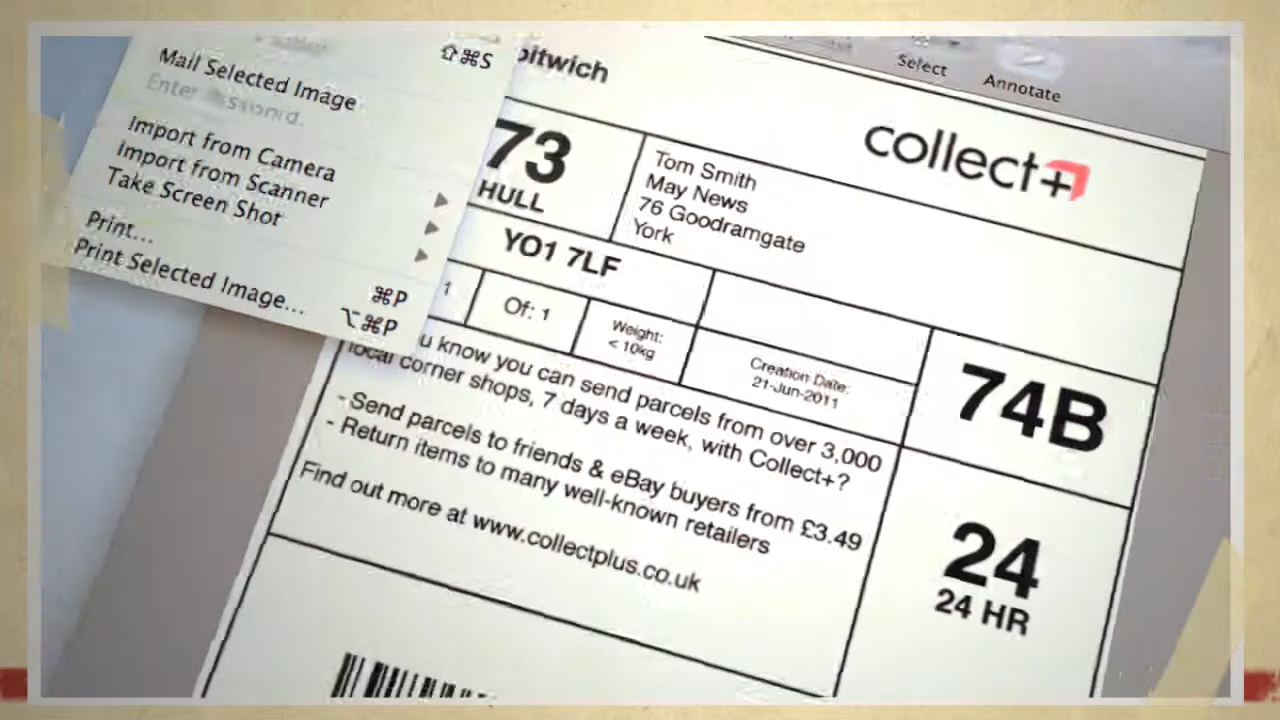 ⇧⌘S
Mail Selected Image
Import from Camera
Import from Scanner
Take Screen Shot
Print...
⌘P
Print Selected Image...
⌥⌘P
Select
Annotate
oitwich
collect+
73
HULL
Tom Smith
May News
76 Goodramgate
York
YO1 7LF
1
Of: 1
Weight:
< 10kg
Creation Date:
21-Jun-2011
74B
u know you can send parcels from over 3,000
local corner shops, 7 days a week, with Collect+?
- Send parcels to friends & eBay buyers from £3.49
- Return items to many well-known retailers
Find out more at www.collectplus.co.uk
24
24 HR